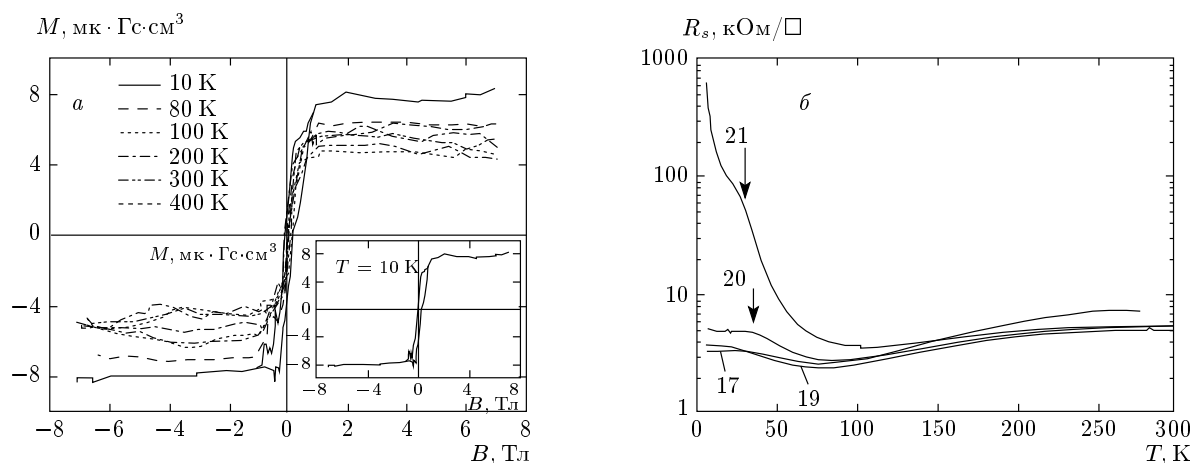 M, мк · Гс·см³
а
10 К
80 К
100 К
200 К
300 К
400 К
8
4
0
−4
−8
−8 −6 −4 −2 0 2 4 6 8
B, Тл
M, мк · Гс·см³
T = 10 К
8
4
0
−4
−8
−8 −4 0 4 8
B, Тл
R_s, кОм/□
б
1000
100
10
1
21
20
17
19
0 50 100 150 200 250 300
T, К